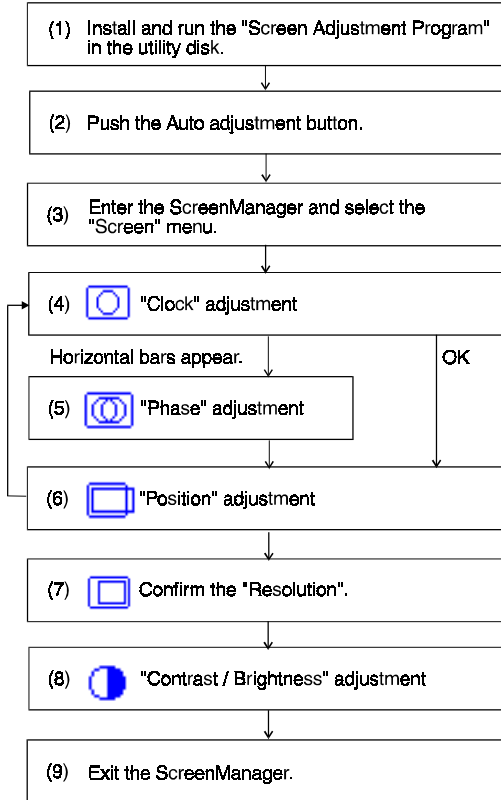 (1) Install and run the "Screen Adjustment Program"
in the utility disk.
(2) Push the Auto adjustment button.
(3) Enter the ScreenManager and select the
"Screen" menu.
(4) "Clock" adjustment
Horizontal bars appear.
OK
(5) "Phase" adjustment
(6) "Position" adjustment
(7) Confirm the "Resolution".
(8) "Contrast / Brightness" adjustment
(9) Exit the ScreenManager.